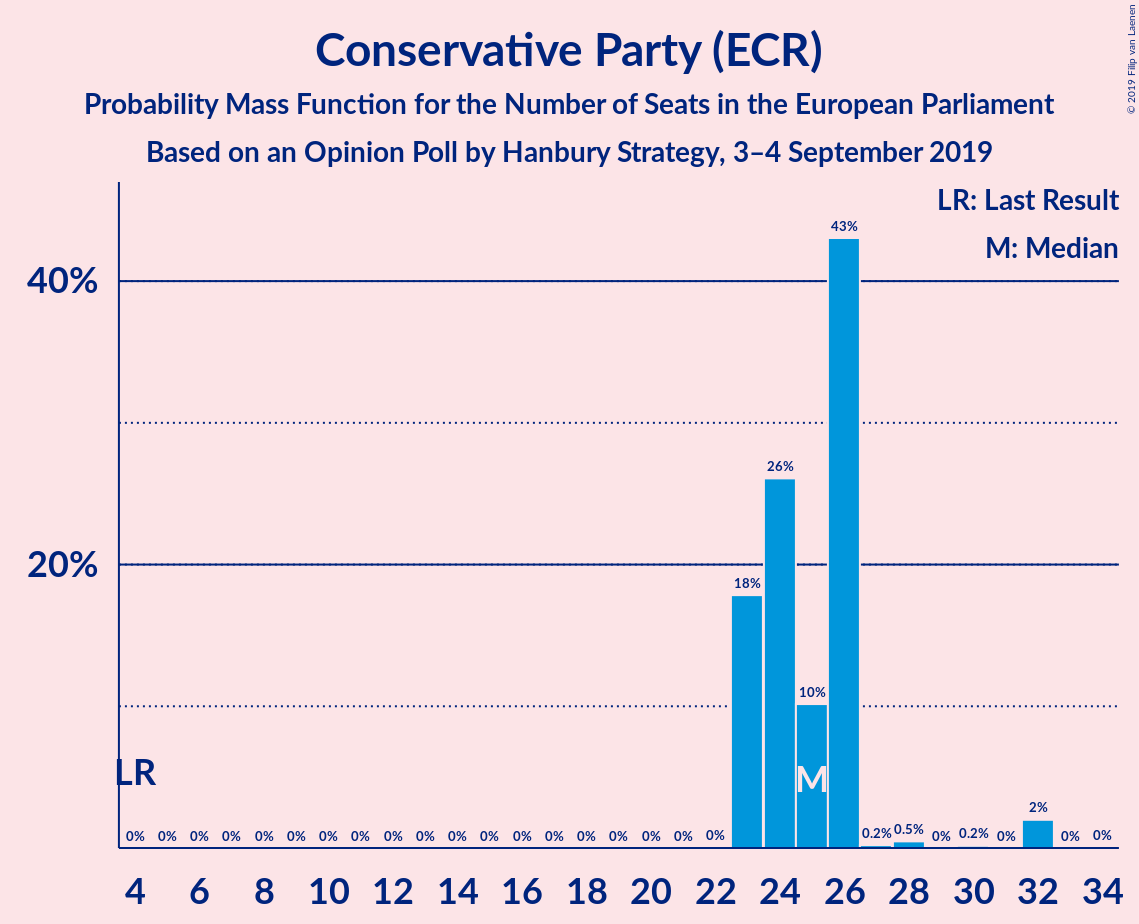 Conservative Party (ECR)
Probability Mass Function for the Number of Seats in the European Parliament
Based on an Opinion Poll by Hanbury Strategy, 3–4 September 2019
© 2019 Filip van Laenen
LR: Last Result
M: Median
40%
20%
43%
26%
18%
10%
LR
M
0% 0% 0% 0% 0% 0% 0% 0% 0% 0% 0% 0% 0% 0% 0% 0% 0% 0% 0% 0.2% 0.5% 0% 0.2% 0% 2% 0% 0%
4 6 8 10 12 14 16 18 20 22 24 26 28 30 32 34